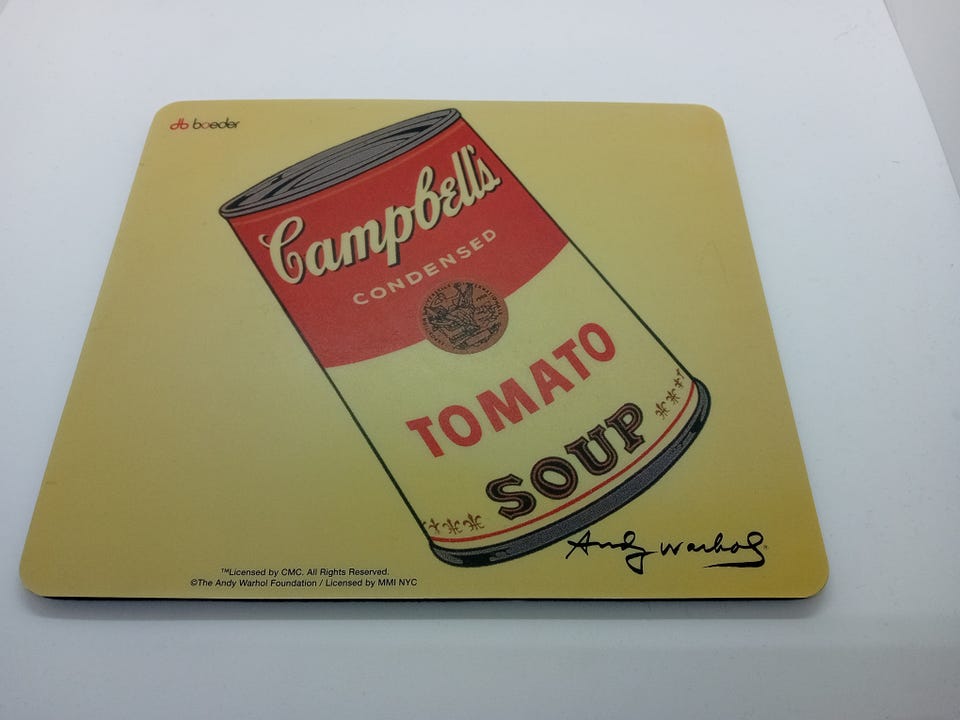 boeder
Campbell's
CONDENSED
TOMATO
SOUP
Andy Warhol
™Licensed by CMC. All Rights Reserved.
©The Andy Warhol Foundation / Licensed by MMI NYC